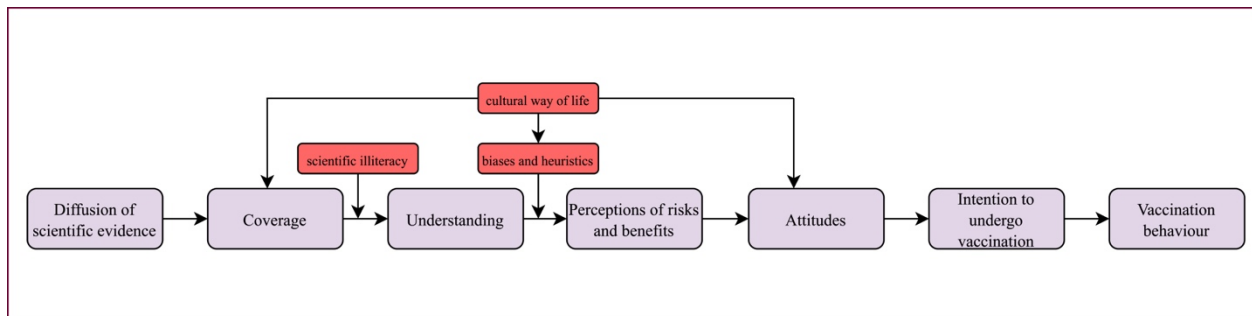 cultural way of life
scientific illiteracy
biases and heuristics
Diffusion of
scientific evidence
Coverage
Understanding
Perceptions of risks
and benefits
Attitudes
Intention to
undergo
vaccination
Vaccination
behaviour